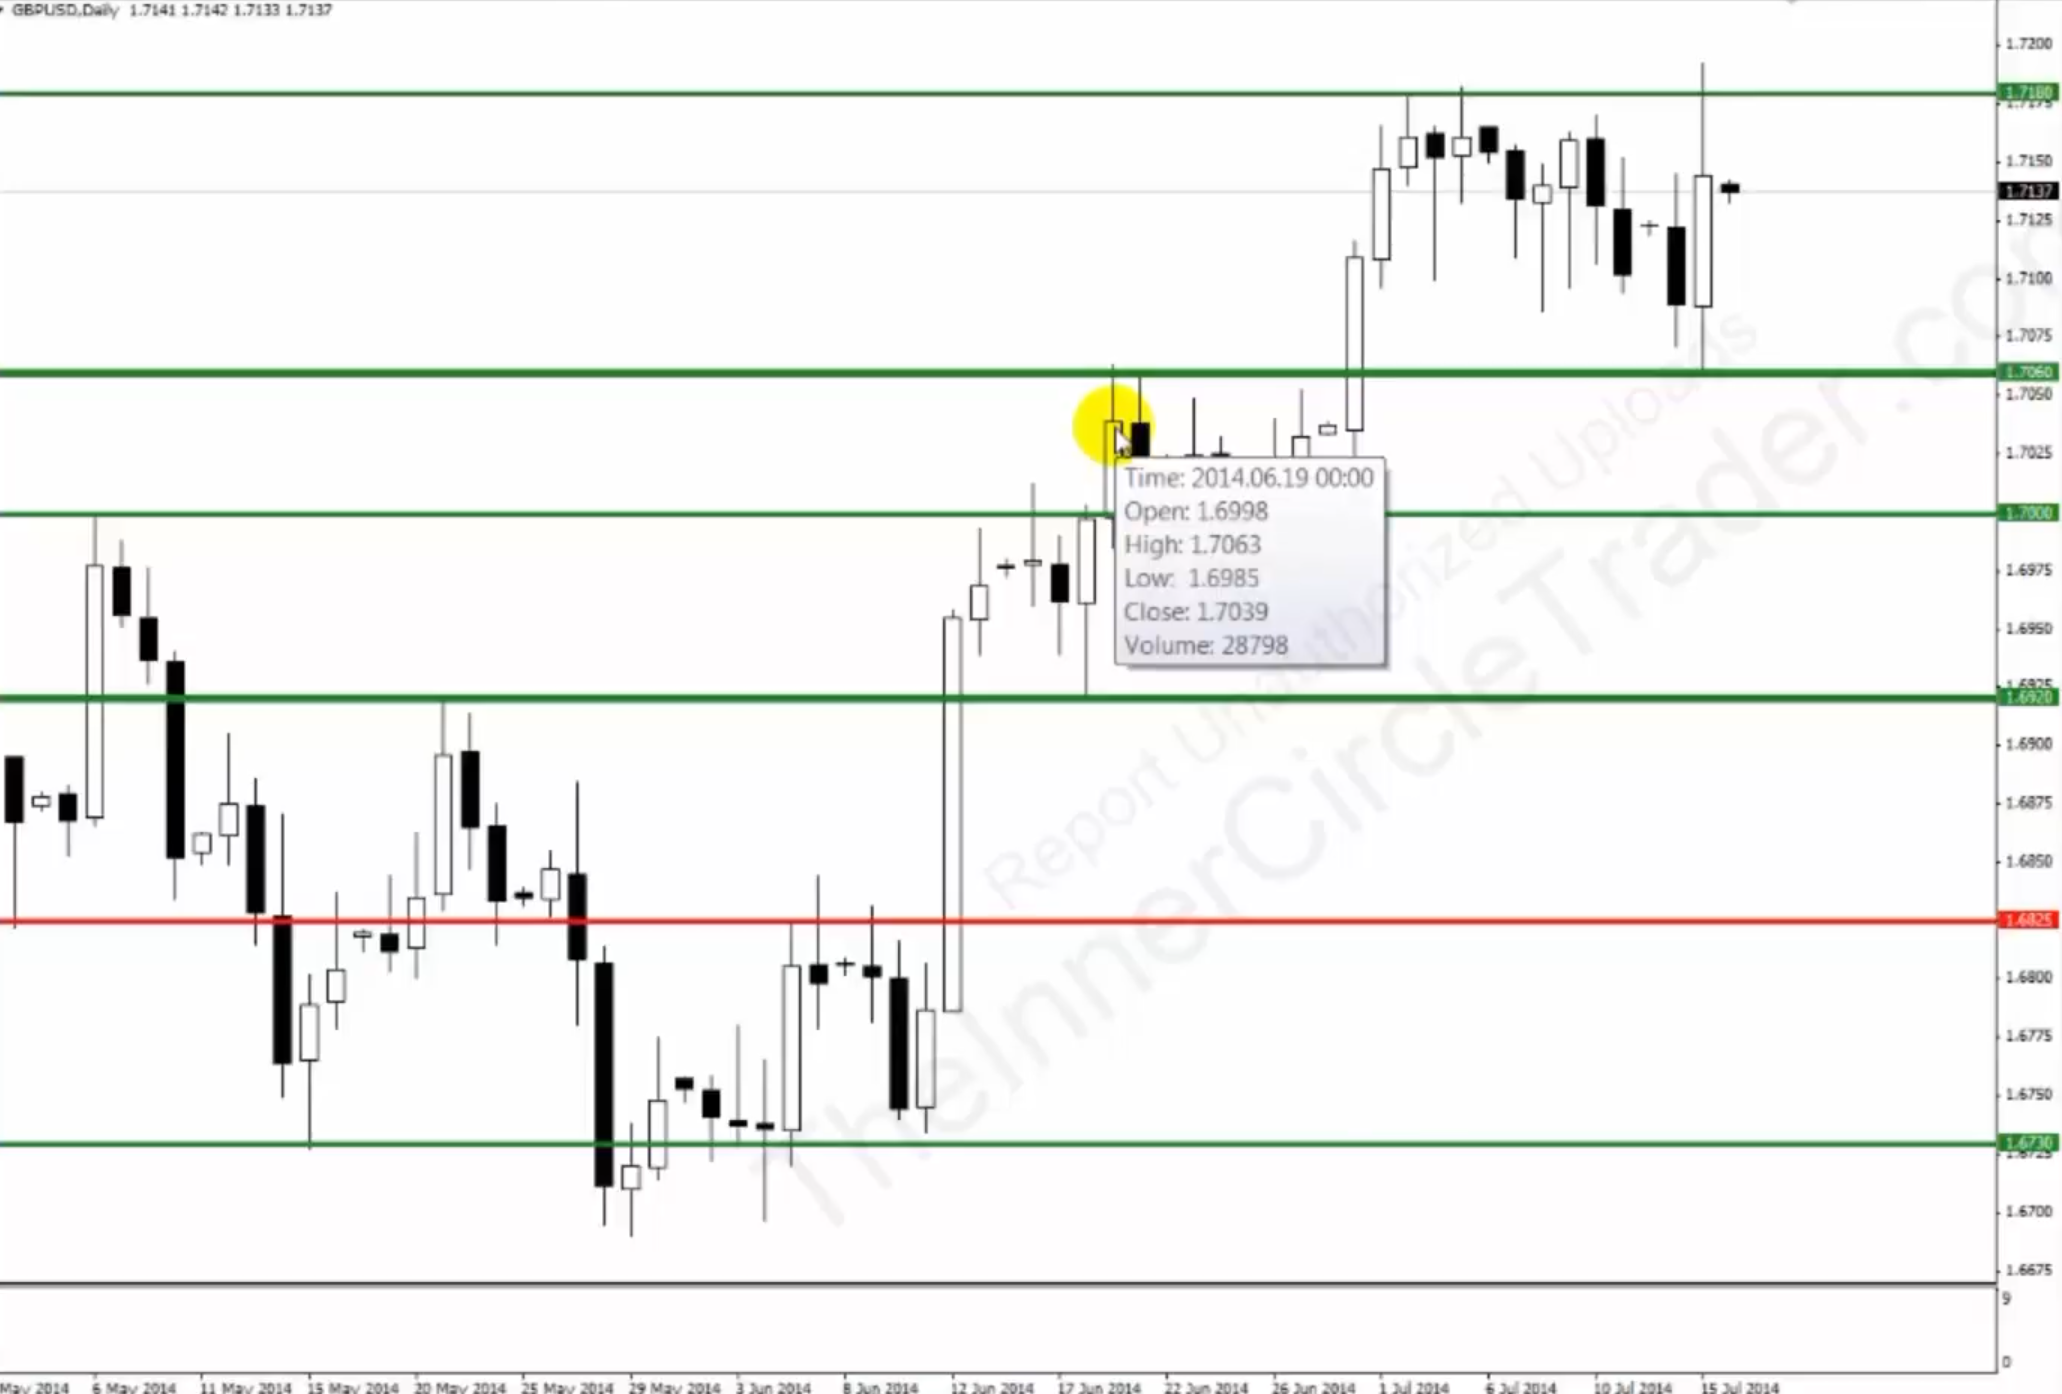 GBPUSD,Daily 1.7141 1.7142 1.7133 1.7137
1.7200
1.7180
1.7175
1.7150
1.7137
1.7125
1.7100
1.7075
1.7060
1.7050
1.7025
1.7000
1.6975
1.6950
1.6925
1.6920
1.6900
1.6875
1.6850
1.6825
1.6800
1.6775
1.6750
1.6730
1.6725
1.6700
1.6675
9
0
Time: 2014.06.19 00:00
Open: 1.6998
High: 1.7063
Low: 1.6985
Close: 1.7039
Volume: 28798
Report Unauthorized Uploads
TheInnerCircleTrader.com
May 2014 6 May 2014 11 May 2014 15 May 2014 20 May 2014 25 May 2014 29 May 2014 3 Jun 2014 8 Jun 2014 12 Jun 2014 17 Jun 2014 22 Jun 2014 26 Jun 2014 1 Jul 2014 6 Jul 2014 10 Jul 2014 15 Jul 2014